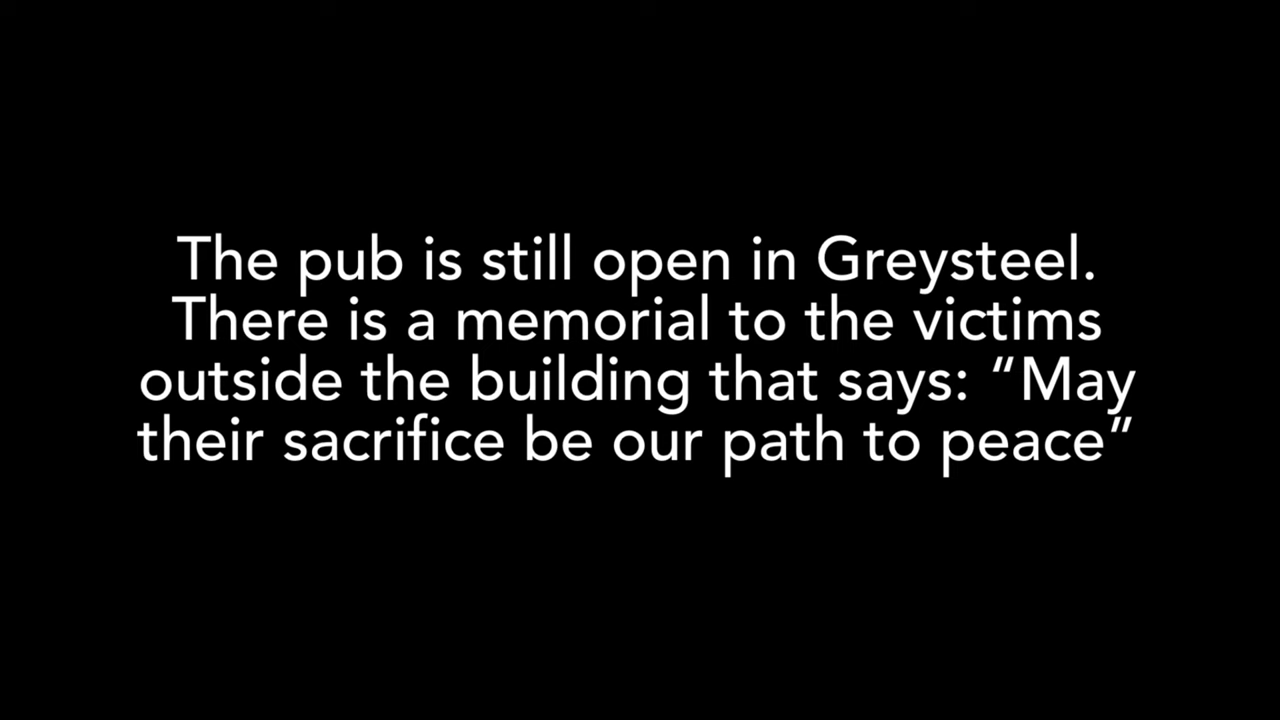 The pub is still open in Greysteel.
There is a memorial to the victims
outside the building that says: “May
their sacrifice be our path to peace”